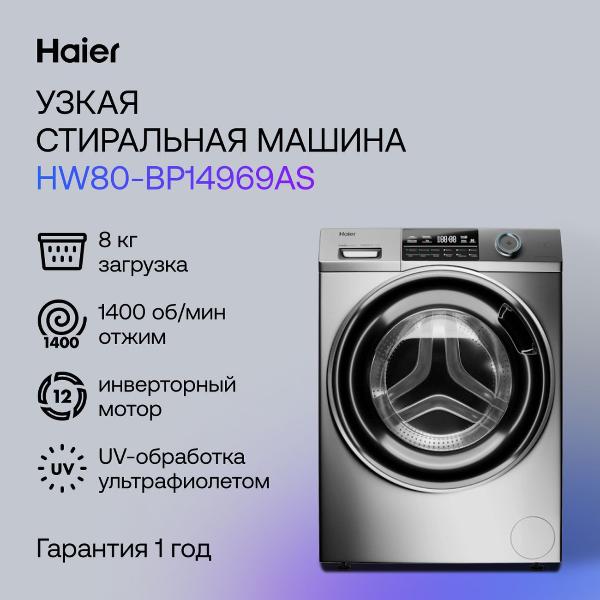 Haier
УЗКАЯ
СТИРАЛЬНАЯ МАШИНА
HW80-BP14969AS
8 кг
загрузка
1400 об/мин
отжим
1400
инверторный
мотор
12
UV-обработка
ультрафиолетом
UV
Гарантия 1 год
Haier